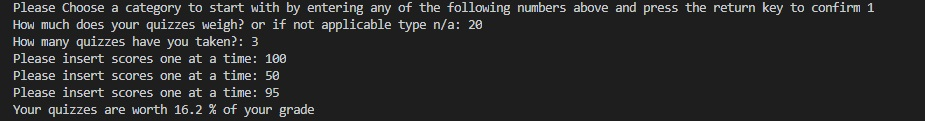 Please Choose a category to start with by entering any of the following numbers above and press the return key to confirm 1
How much does your quizzes weigh? or if not applicable type n/a: 20
How many quizzes have you taken?: 3
Please insert scores one at a time: 100
Please insert scores one at a time: 50
Please insert scores one at a time: 95
Your quizzes are worth 16.2 % of your grade